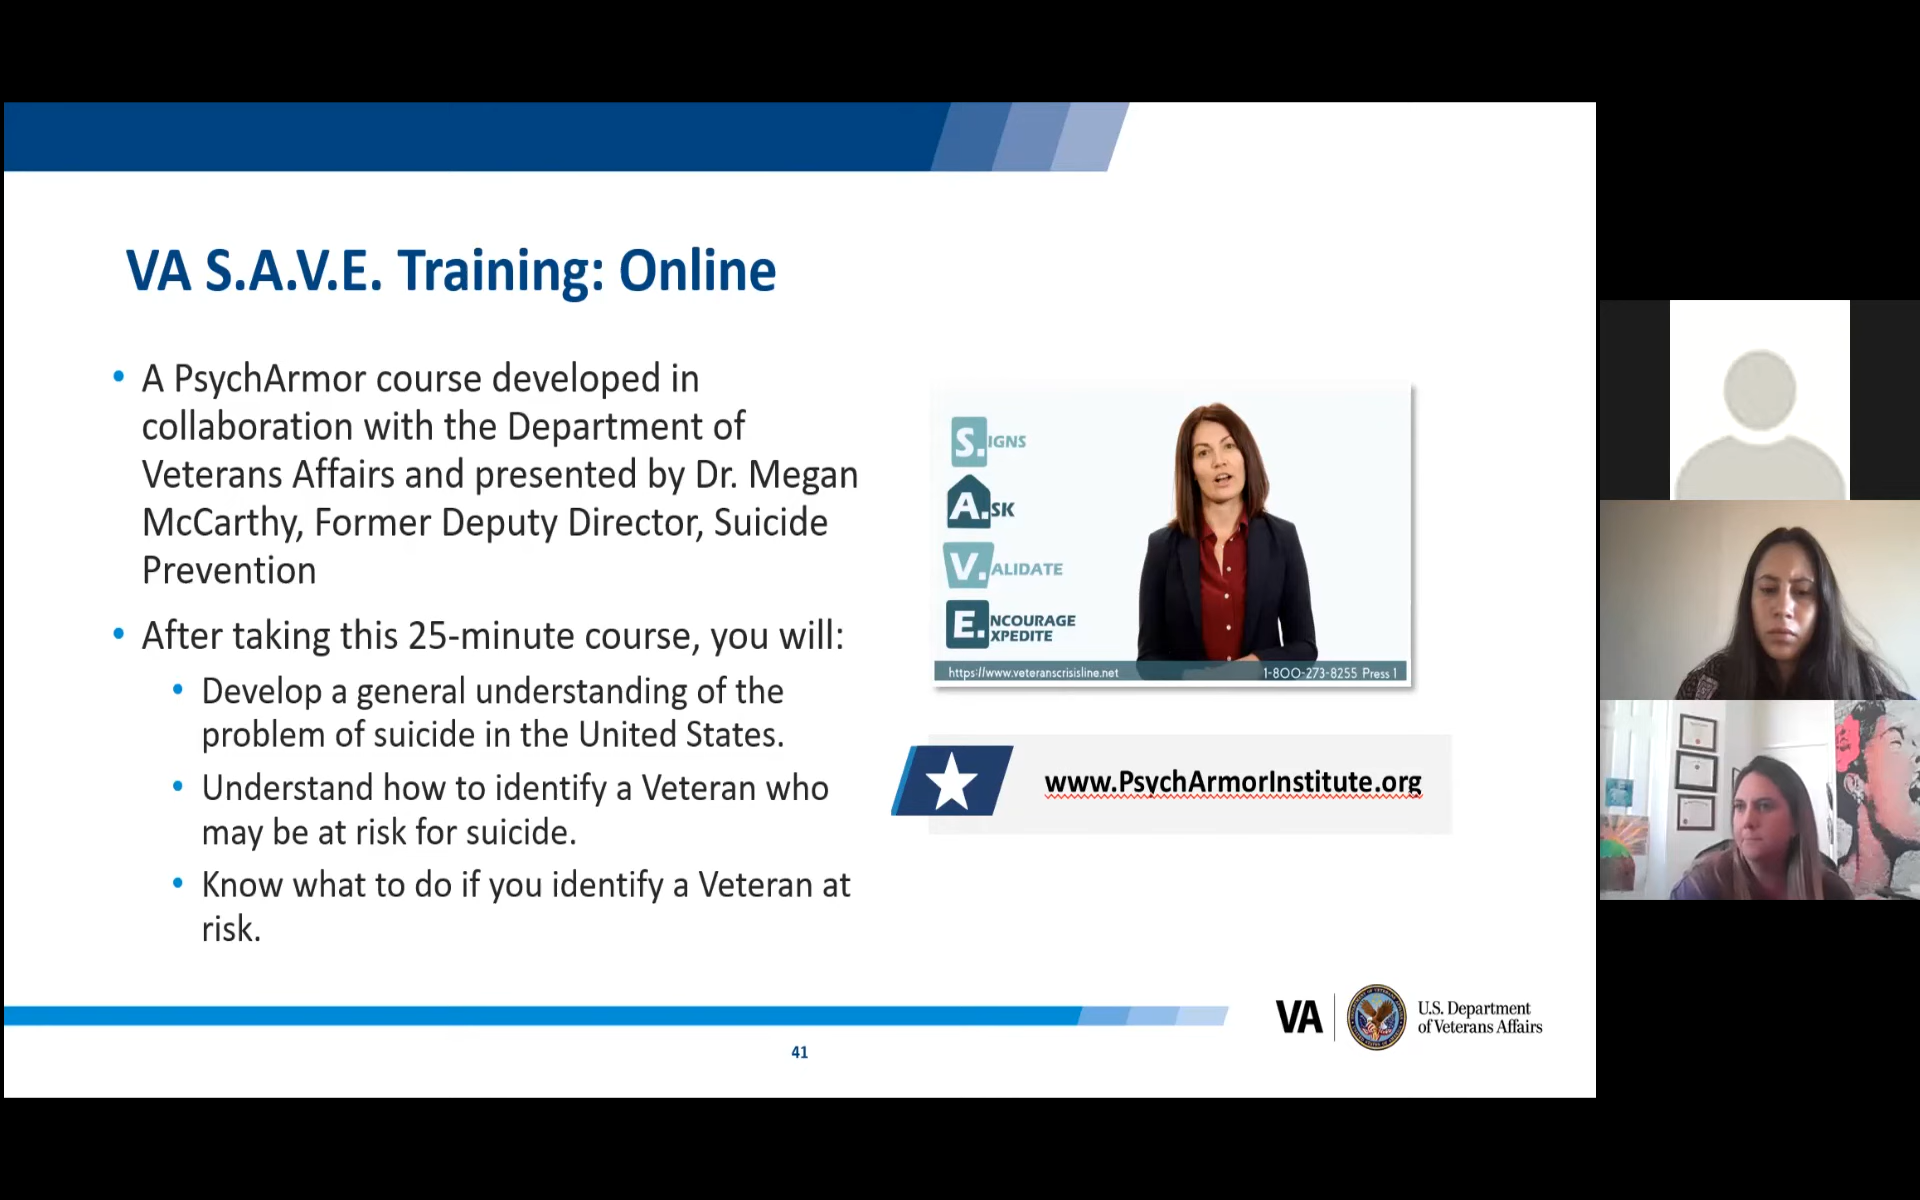 VA S.A.V.E. Training: Online
• A PsychArmor course developed in
collaboration with the Department of
Veterans Affairs and presented by Dr. Megan
McCarthy, Former Deputy Director, Suicide
Prevention
• After taking this 25-minute course, you will:
• Develop a general understanding of the
problem of suicide in the United States.
• Understand how to identify a Veteran who
may be at risk for suicide.
• Know what to do if you identify a Veteran at
risk.
S.IGNS
A.SK
V.ALIDATE
E.NCOURAGE
XPEDITE
https://www.veteranscrisisline.net
1-800-273-8255 Press 1
www.PsychArmorInstitute.org
VA
U.S. Department
of Veterans Affairs
41